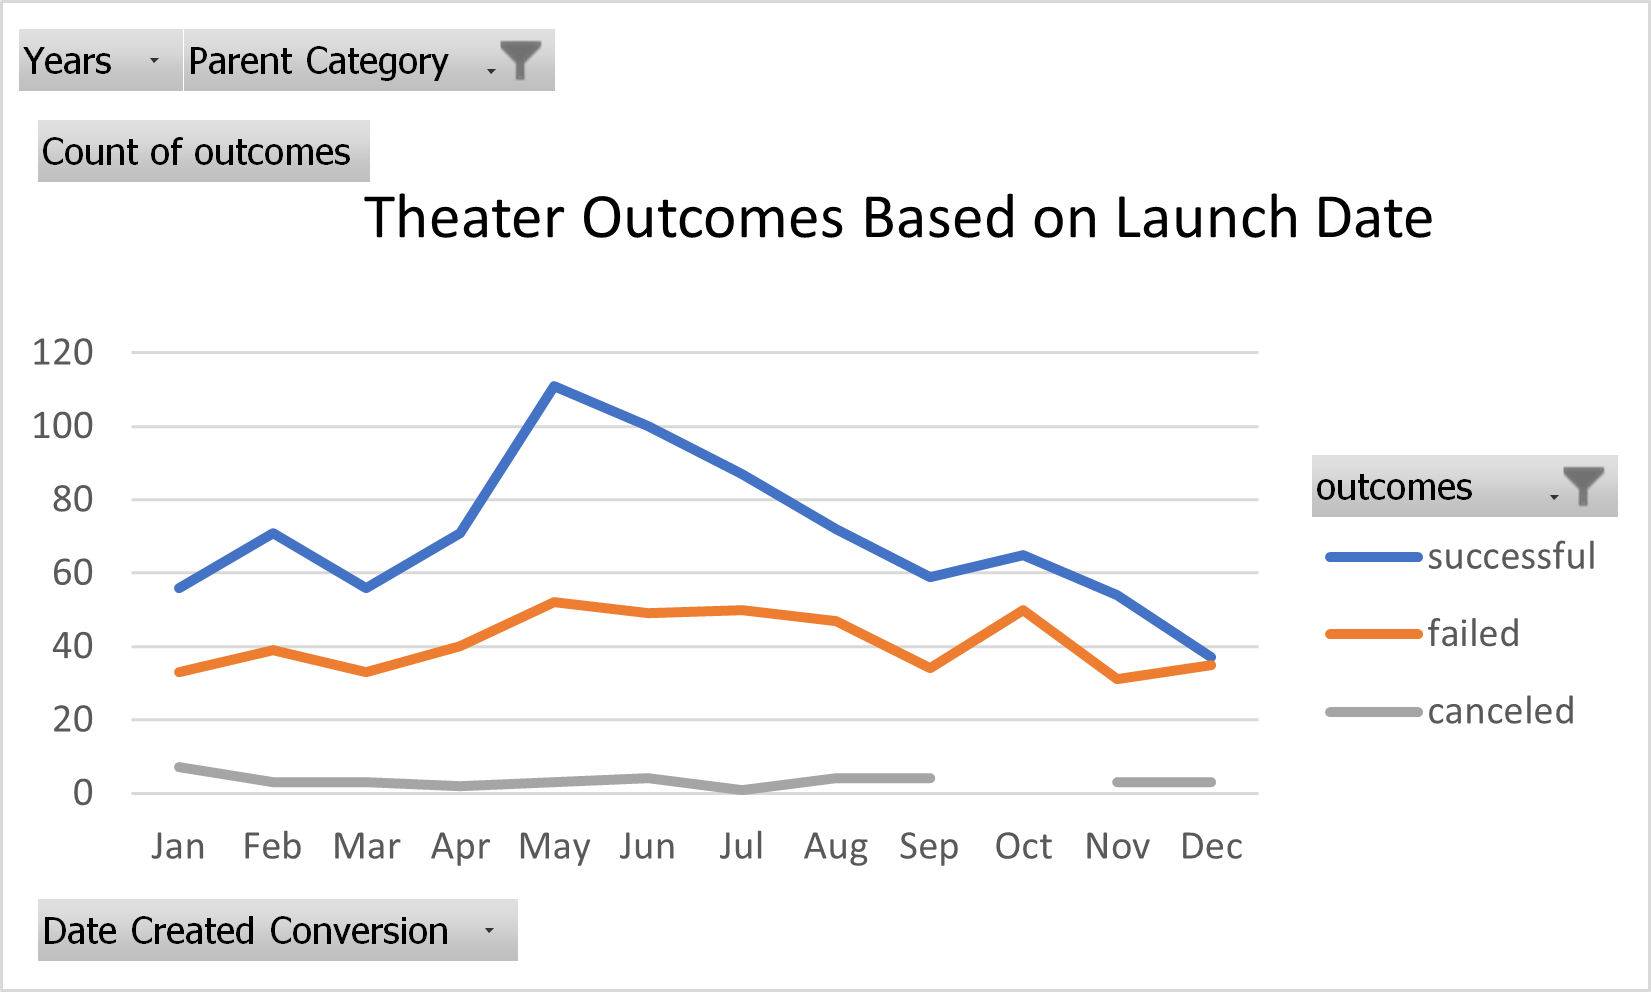 Years Parent Category
Count of outcomes
Theater Outcomes Based on Launch Date
120
100
80
60
40
20
0
Jan Feb Mar Apr May Jun Jul Aug Sep Oct Nov Dec
outcomes
successful
failed
canceled
Date Created Conversion